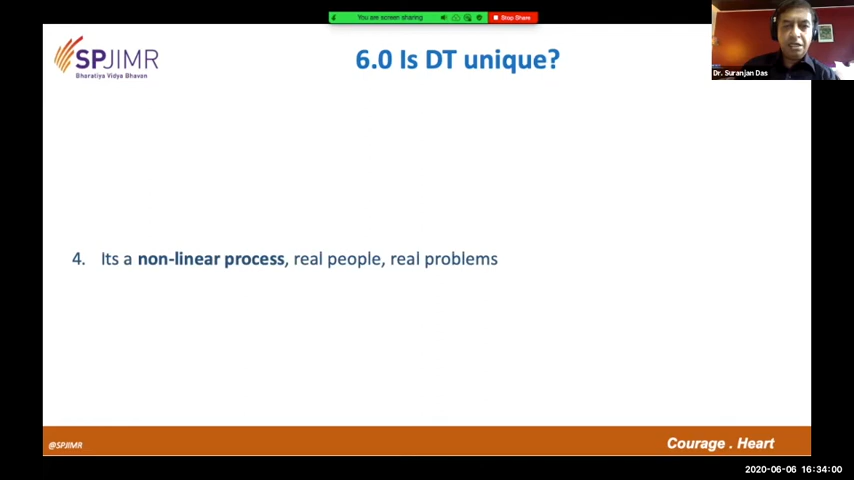 You are screen sharing
Stop Share
SPJIMR
Bharatiya Vidya Bhavan
6.0 Is DT unique?
Dr. Suranjan Das
4. Its a non-linear process, real people, real problems
@SPJIMR
Courage . Heart
2020-06-06 16:34:00